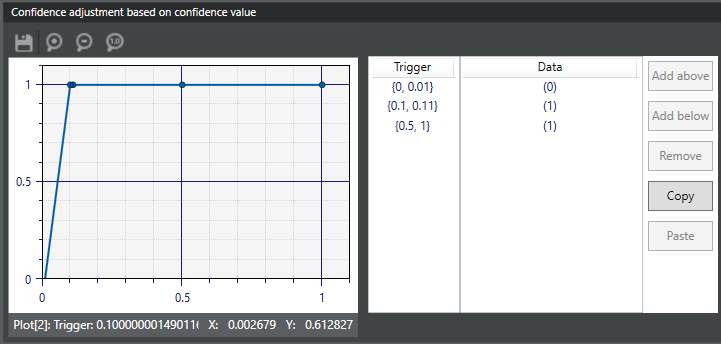 Confidence adjustment based on confidence value
1.0
1
0.5
0
0
0.5
1
Plot[2]: Trigger: 0.10000000149011 X: 0.002679 Y: 0.612827
Trigger Data
{0, 0.01} (0)
{0.1, 0.11} (1)
{0.5, 1} (1)
Add above
Add below
Remove
Copy
Paste